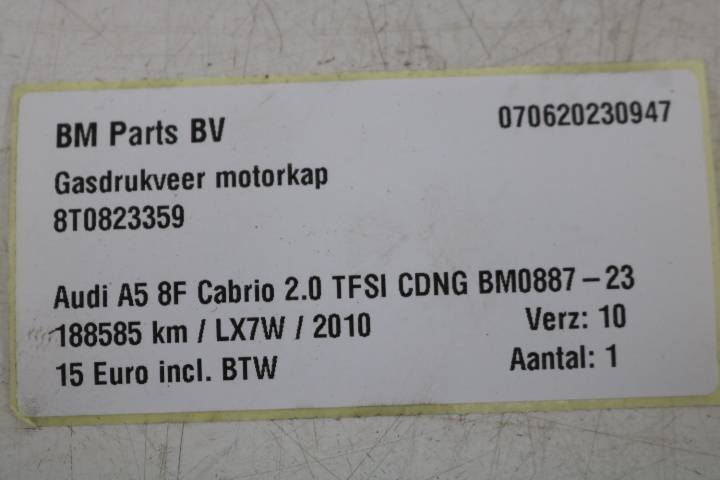 BM Parts BV 070620230947
Gasdrukveer motorkap
8T0823359
Audi A5 8F Cabrio 2.0 TFSI CDNG BM0887-23
188585 km / LX7W / 2010 Verz: 10
15 Euro incl. BTW Aantal: 1